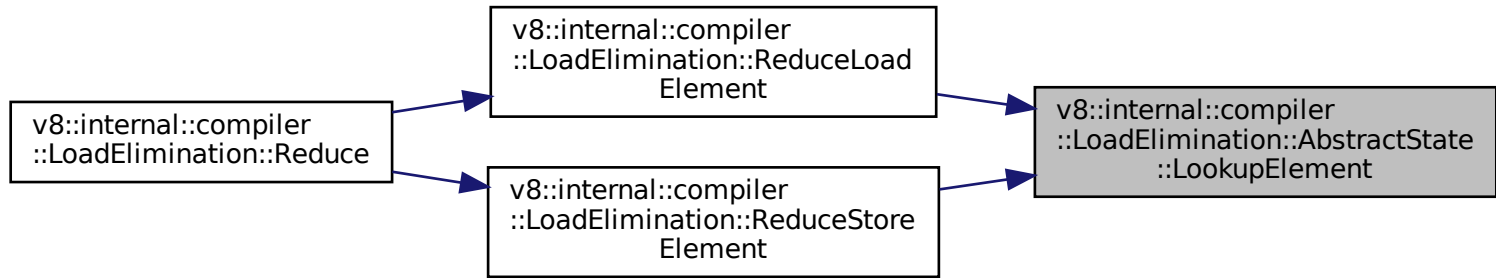 v8::internal::compiler
::LoadElimination::Reduce
v8::internal::compiler
::LoadElimination::ReduceLoad
Element
v8::internal::compiler
::LoadElimination::ReduceStore
Element
v8::internal::compiler
::LoadElimination::AbstractState
::LookupElement